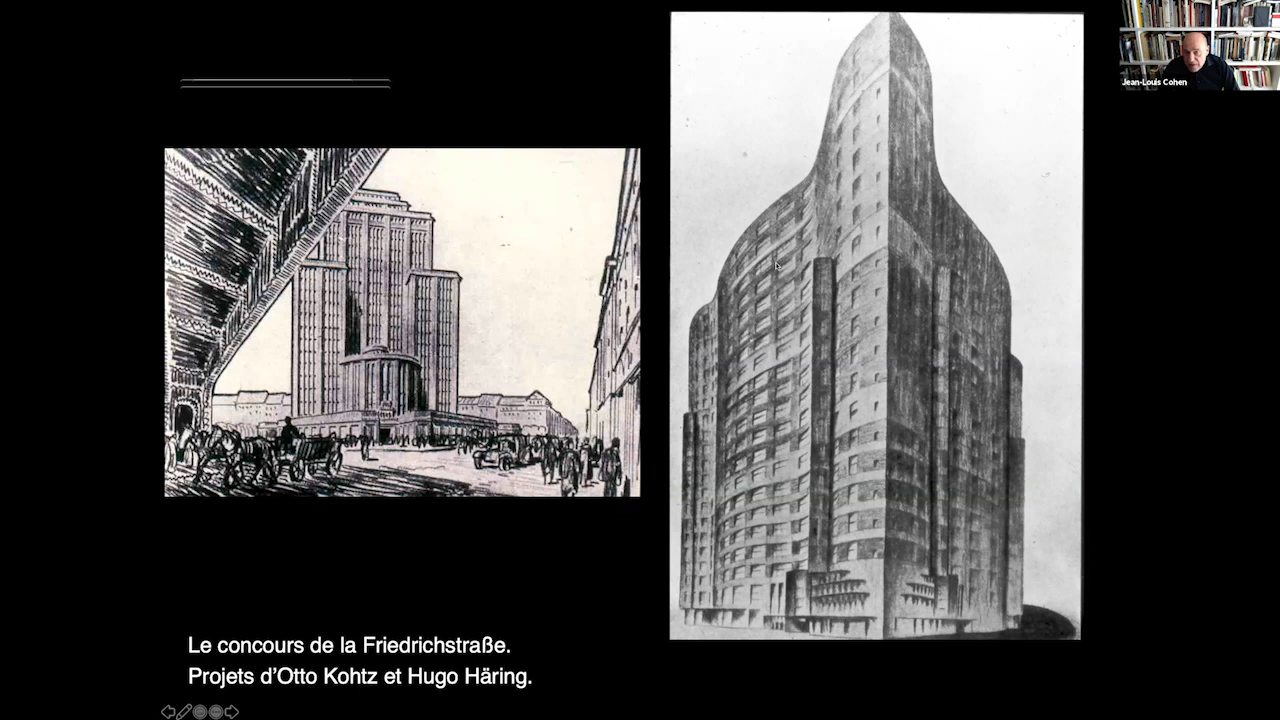 Jean-Louis Cohen
Le concours de la Friedrichstraße.
Projets d’Otto Kohtz et Hugo Häring.